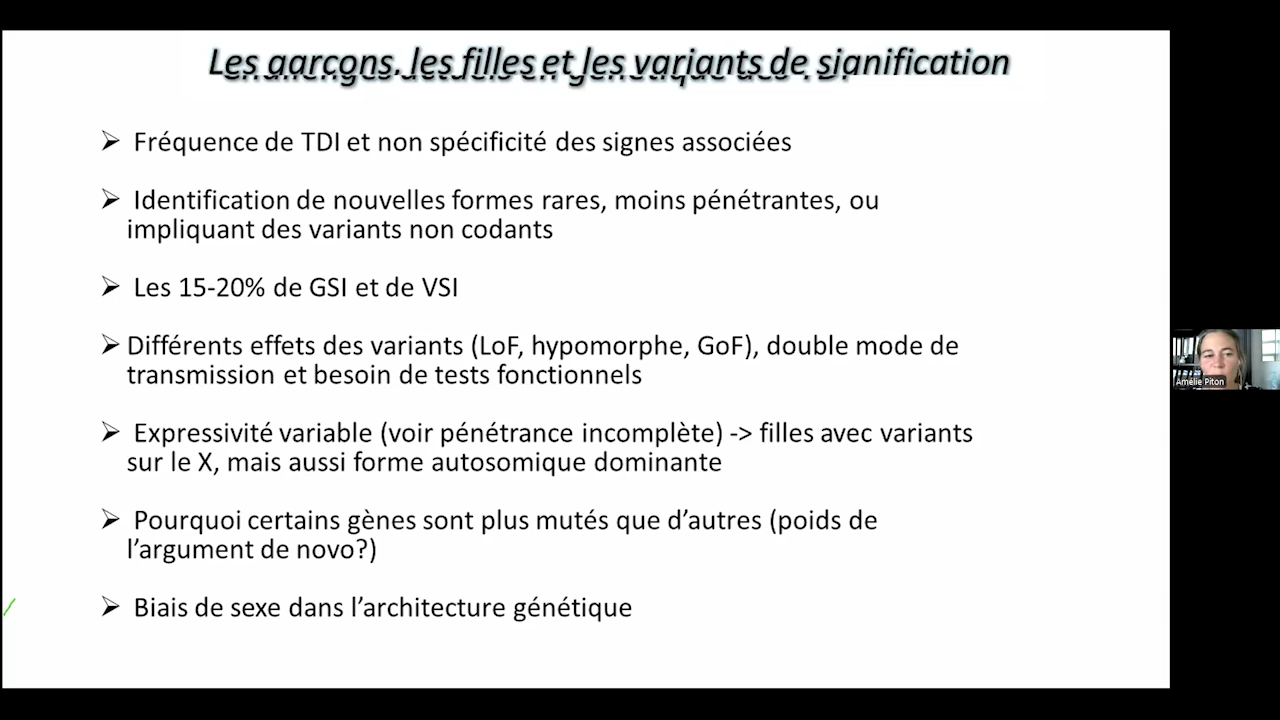 Les garçons, les filles et les variants de signification
➢ Fréquence de TDI et non spécificité des signes associées
➢ Identification de nouvelles formes rares, moins pénétrantes, ou
impliquant des variants non codants
➢ Les 15-20% de GSI et de VSI
➢ Différents effets des variants (LoF, hypomorphe, GoF), double mode de
transmission et besoin de tests fonctionnels
➢ Expressivité variable (voir pénétrance incomplète) -> filles avec variants
sur le X, mais aussi forme autosomique dominante
➢ Pourquoi certains gènes sont plus mutés que d’autres (poids de
l’argument de novo?)
➢ Biais de sexe dans l’architecture génétique
Amélie Piton